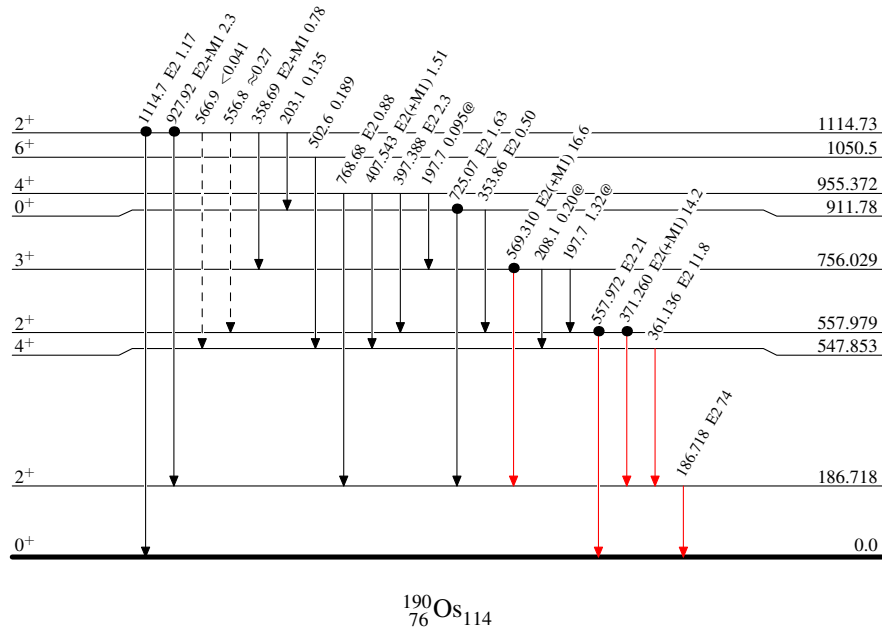 1114.7 E2 1.17
927.92 E2+M1 2.3
566.9 <0.041
556.8 ≈0.27
358.69 E2+M1 0.78
203.1 0.135
502.6 0.189
768.68 E2 0.88
407.543 E2(+M1) 1.51
397.388 E2 2.3
197.7 0.095@
725.07 E2 1.63
353.86 E2 0.50
569.310 E2(+M1) 16.6
208.1 0.20@
197.7 1.32@
557.972 E2 21
371.260 E2(+M1) 14.2
361.136 E2 11.8
186.718 E2 74
2⁺ 1114.73
6⁺ 1050.5
4⁺ 955.372
0⁺ 911.78
3⁺ 756.029
2⁺ 557.979
4⁺ 547.853
2⁺ 186.718
0⁺ 0.0
¹⁹⁰₇₆Os₁₁₄